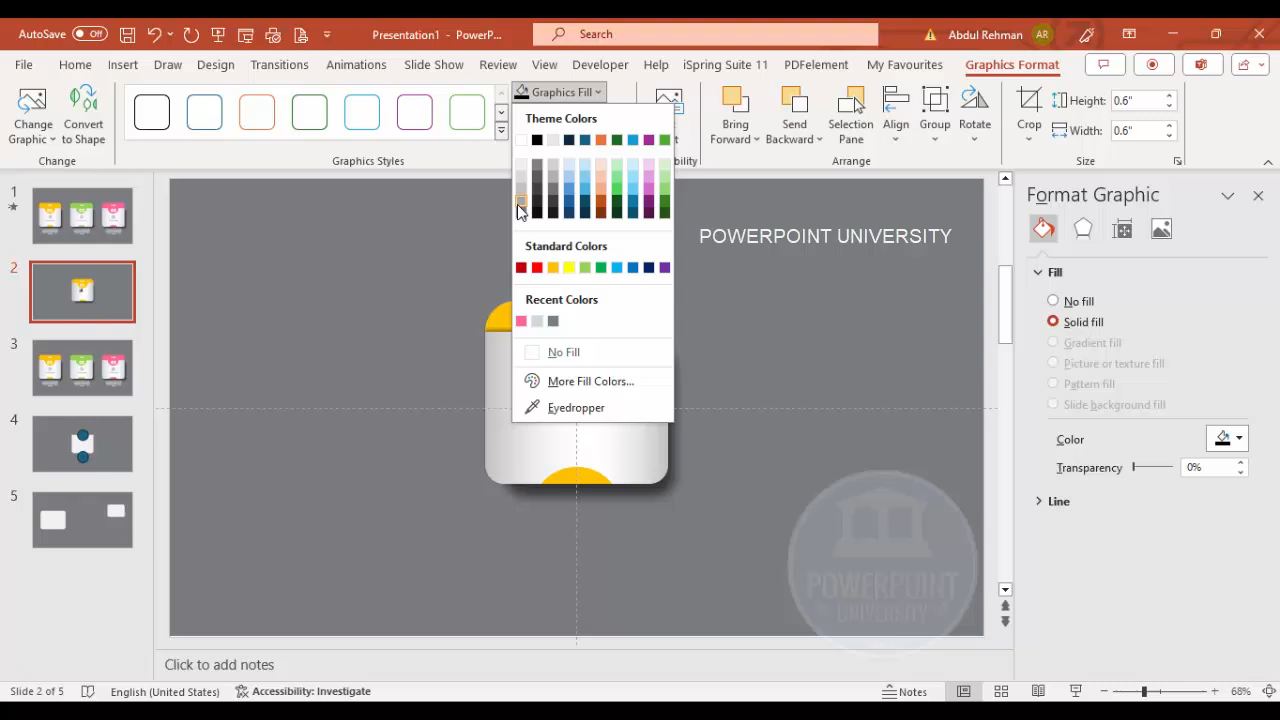 AutoSave Off
Presentation1 - PowerP...
Search
Abdul Rehman AR
File Home Insert Draw Design Transitions Animations Slide Show Review View Developer Help iSpring Suite 11 PDFelement My Favourites Graphics Format
Change Graphic
Convert to Shape
Change
Graphics Styles
Graphics Fill
Bring Forward
Send Backward
Selection Pane
Align
Group
Rotate
Arrange
Crop
Height: 0.6"
Width: 0.6"
Size
Theme Colors
Standard Colors
Recent Colors
No Fill
More Fill Colors...
Eyedropper
1
2
3
4
5
POWERPOINT UNIVERSITY
POWERPOINT
UNIVERSITY
Format Graphic
Fill
No fill
Solid fill
Gradient fill
Picture or texture fill
Pattern fill
Slide background fill
Color
Transparency 0%
Line
Click to add notes
Slide 2 of 5
English (United States)
Accessibility: Investigate
Notes
68%